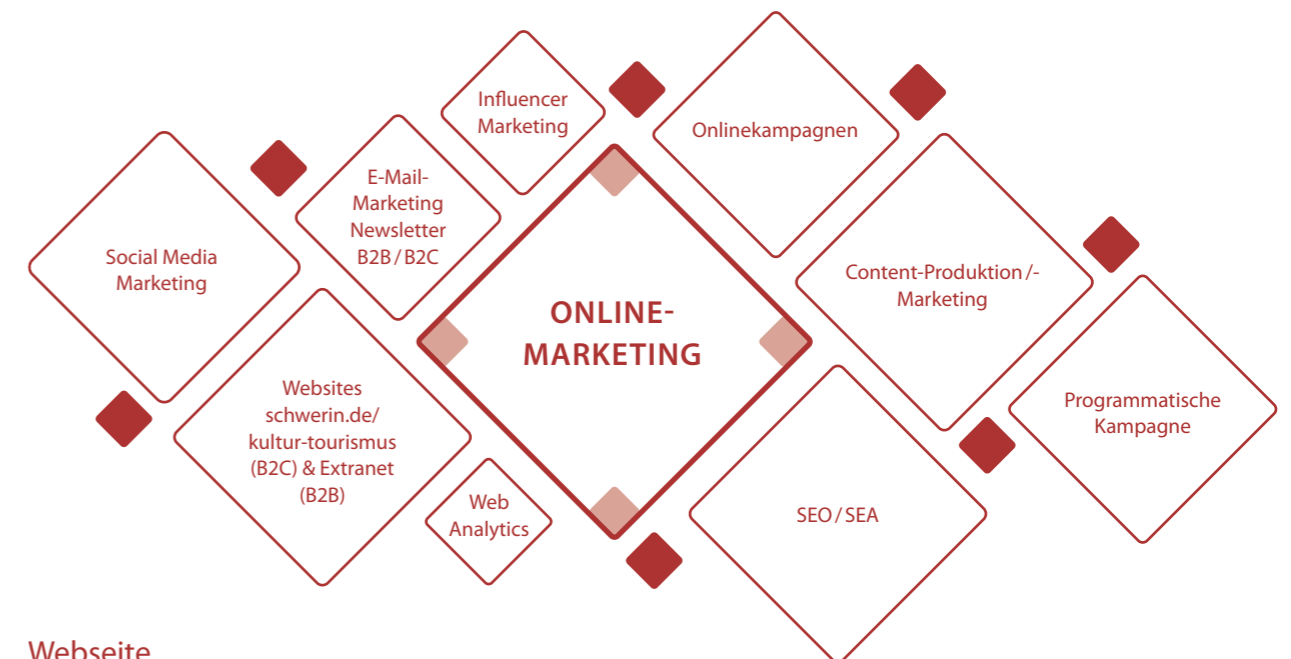 Influencer
Marketing
Onlinekampagnen
E-Mail-
Marketing
Newsletter
B2B / B2C
Social Media
Marketing
Content-Produktion /-
Marketing
ONLINE-
MARKETING
Websites
schwerin.de/
kultur-tourismus
(B2C) & Extranet
(B2B)
Programmatische
Kampagne
Web
Analytics
SEO / SEA
Webseite